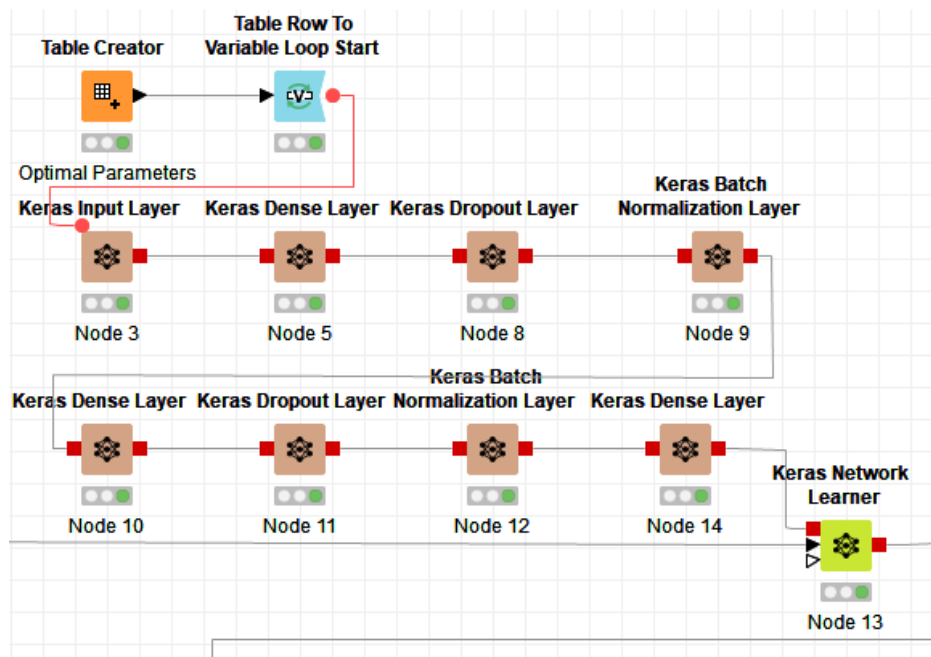 Table Row To
Table Creator Variable Loop Start
Optimal Parameters
Keras Batch
Keras Input Layer Keras Dense Layer Keras Dropout Layer Normalization Layer
Node 3 Node 5 Node 8 Node 9
Keras Batch
Keras Dense Layer Keras Dropout Layer Normalization Layer Keras Dense Layer
Keras Network
Learner
Node 10 Node 11 Node 12 Node 14
Node 13